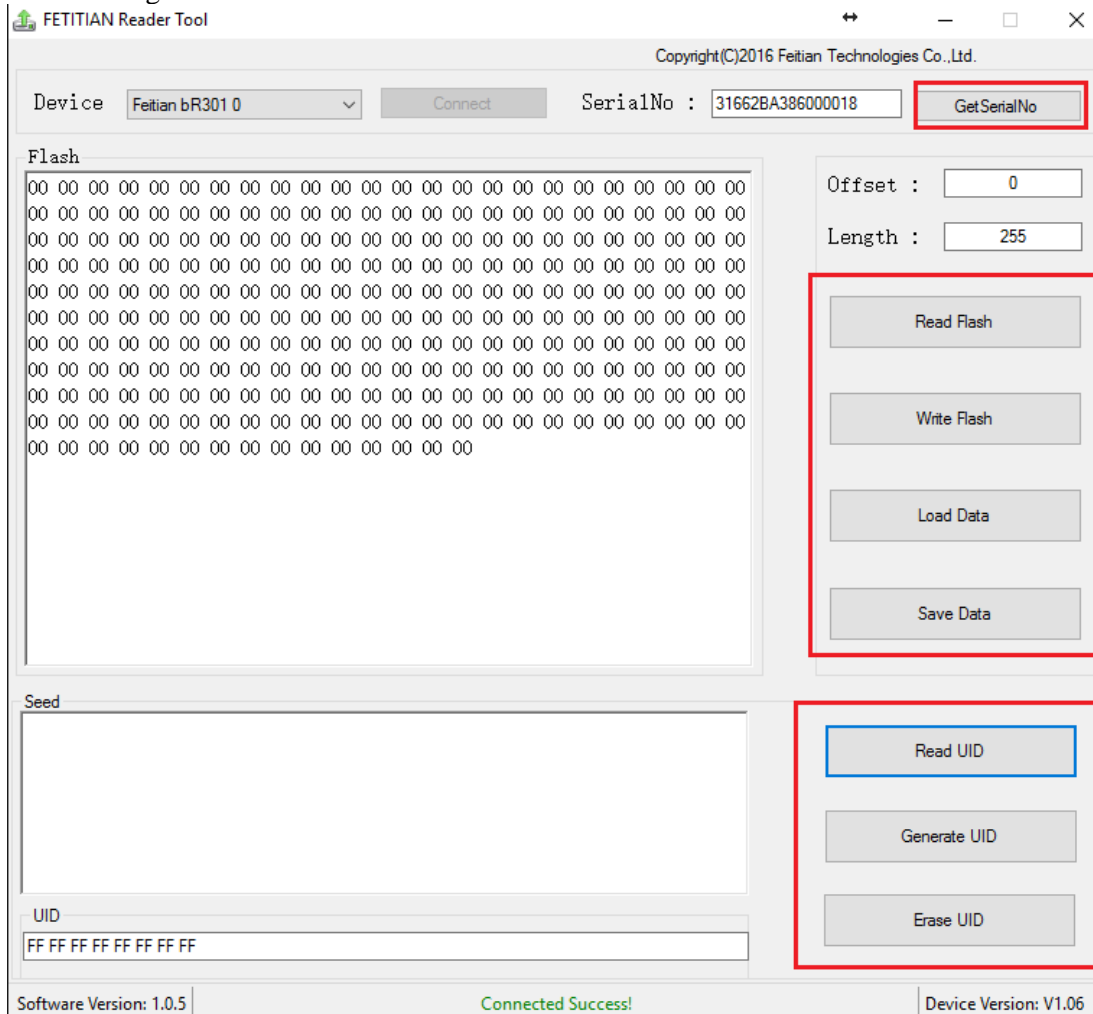 FETITIAN Reader Tool
Copyright(C)2016 Feitian Technologies Co.,Ltd.
Device Feitian bR301 0 Connect SerialNo : 31662BA386000018 GetSerialNo
Flash
00 00 00 00 00 00 00 00 00 00 00 00 00 00 00 00 00 00 00 00 00 00 00 00
00 00 00 00 00 00 00 00 00 00 00 00 00 00 00 00 00 00 00 00 00 00 00 00
00 00 00 00 00 00 00 00 00 00 00 00 00 00 00 00 00 00 00 00 00 00 00 00
00 00 00 00 00 00 00 00 00 00 00 00 00 00 00 00 00 00 00 00 00 00 00 00
00 00 00 00 00 00 00 00 00 00 00 00 00 00 00 00 00 00 00 00 00 00 00 00
00 00 00 00 00 00 00 00 00 00 00 00 00 00 00 00 00 00 00 00 00 00 00 00
00 00 00 00 00 00 00 00 00 00 00 00 00 00 00 00 00 00 00 00 00 00 00 00
00 00 00 00 00 00 00 00 00 00 00 00 00 00 00 00 00 00 00 00 00 00 00 00
00 00 00 00 00 00 00 00 00 00 00 00 00 00 00 00 00 00 00 00 00 00 00 00
00 00 00 00 00 00 00 00 00 00 00 00 00 00 00 00 00 00 00 00 00 00 00 00
00 00 00 00 00 00 00 00 00 00 00 00 00 00 00
Offset : 0
Length : 255
Read Flash
Write Flash
Load Data
Save Data
Seed
Read UID
Generate UID
Erase UID
UID
FF FF FF FF FF FF FF FF
Software Version: 1.0.5 Connected Success! Device Version: V1.06